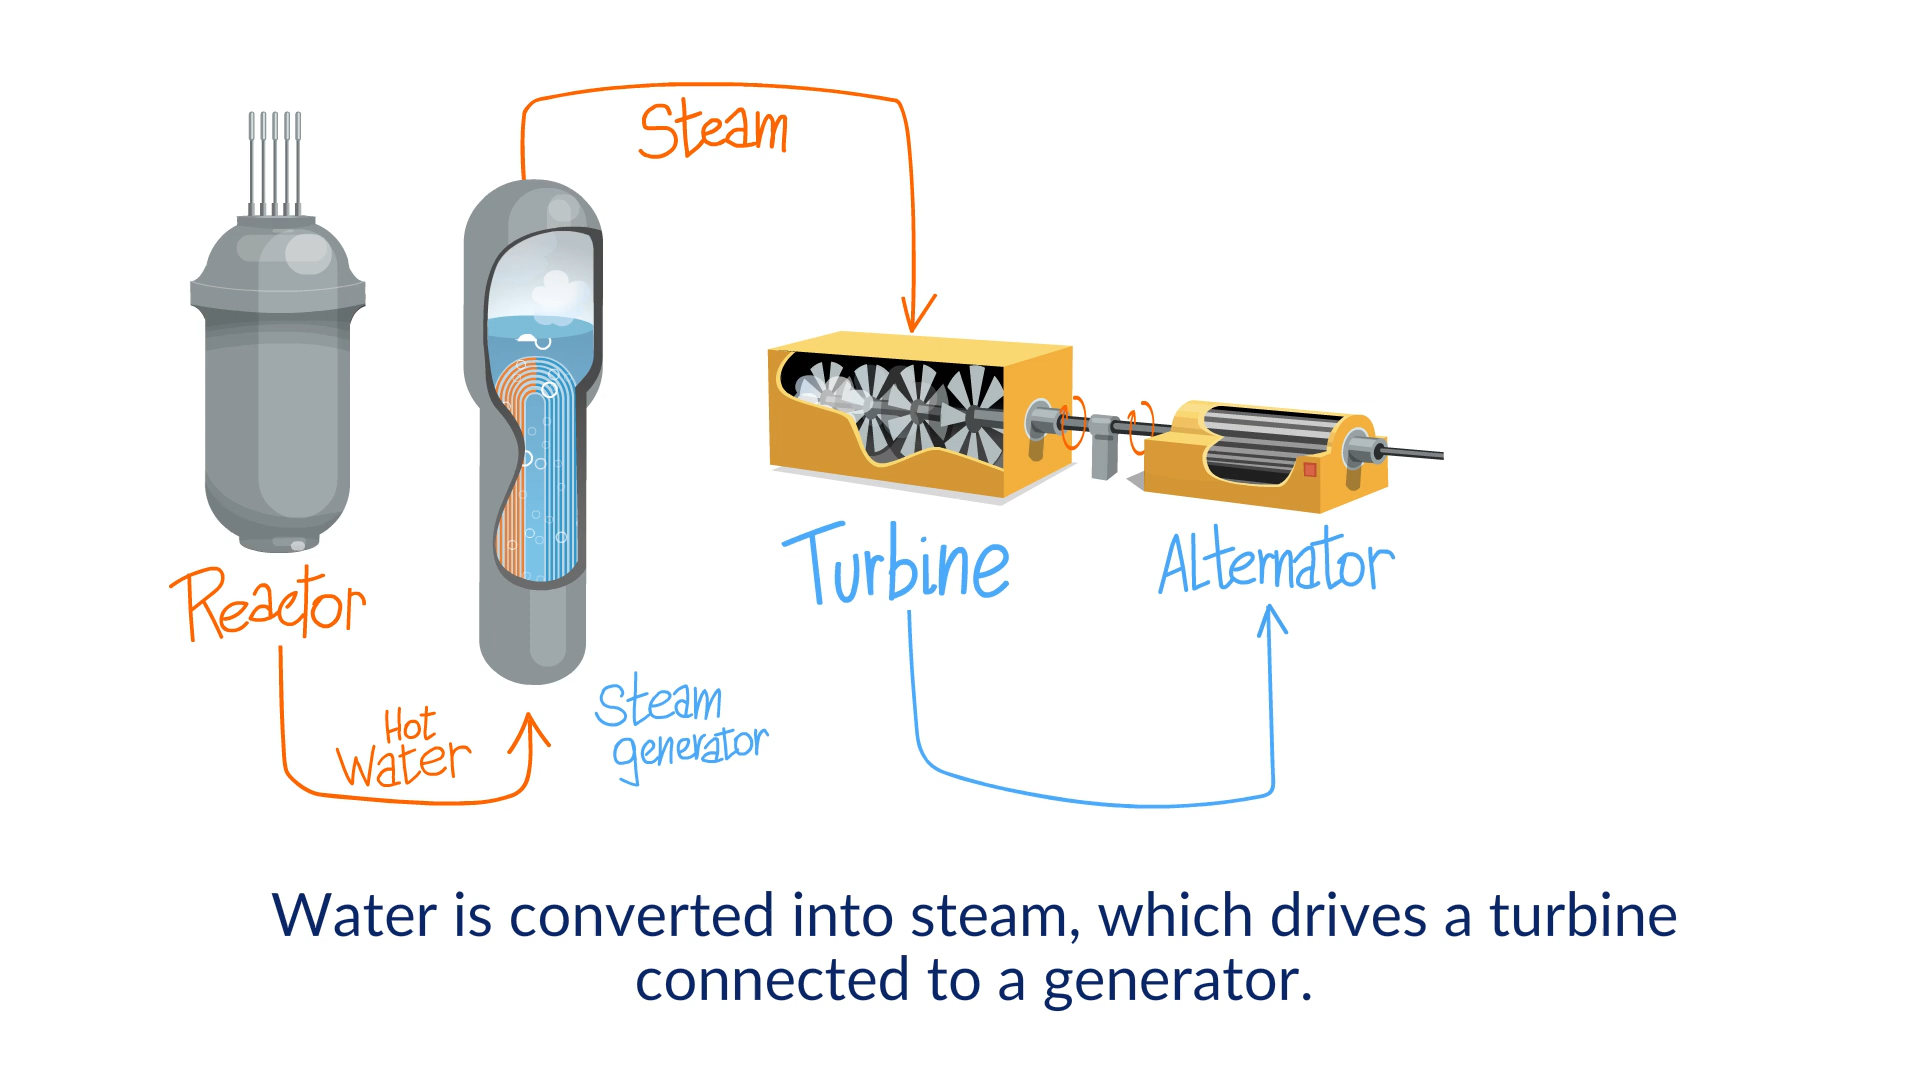 Steam
Reactor
Hot
Water
Steam
generator
Turbine
Alternator
Water is converted into steam, which drives a turbine
connected to a generator.